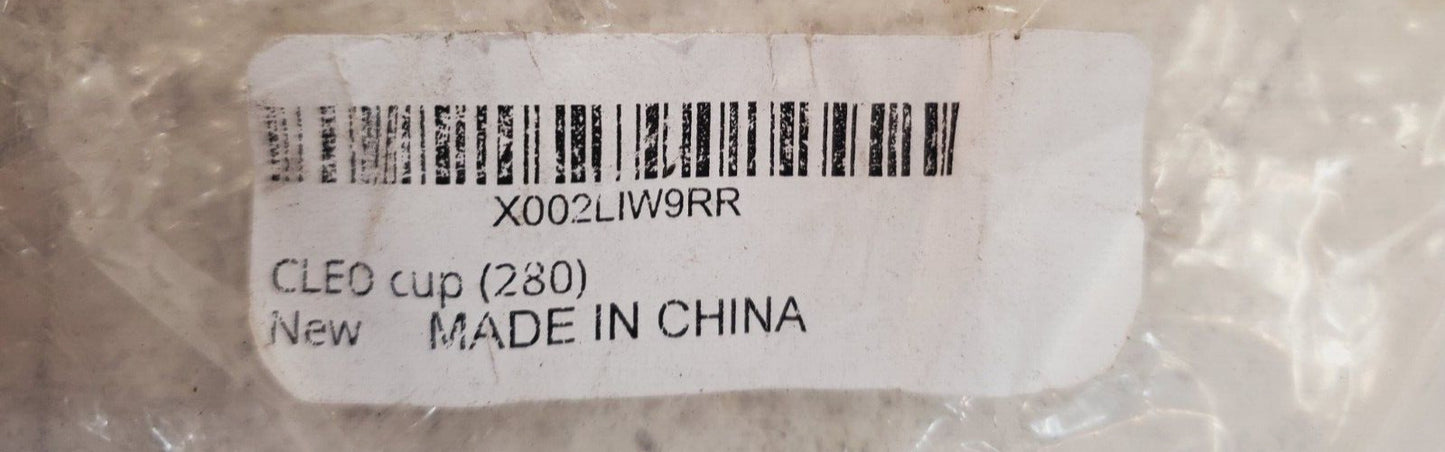 X002LIW9RR
CLEO cup (280)
New MADE IN CHINA